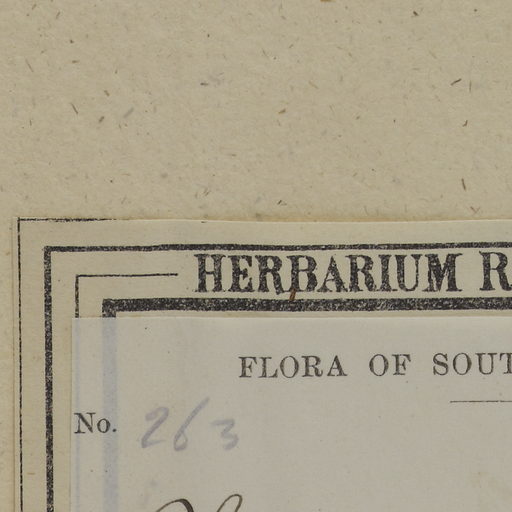 HERBARIUM R
FLORA OF SOUT
No. 263